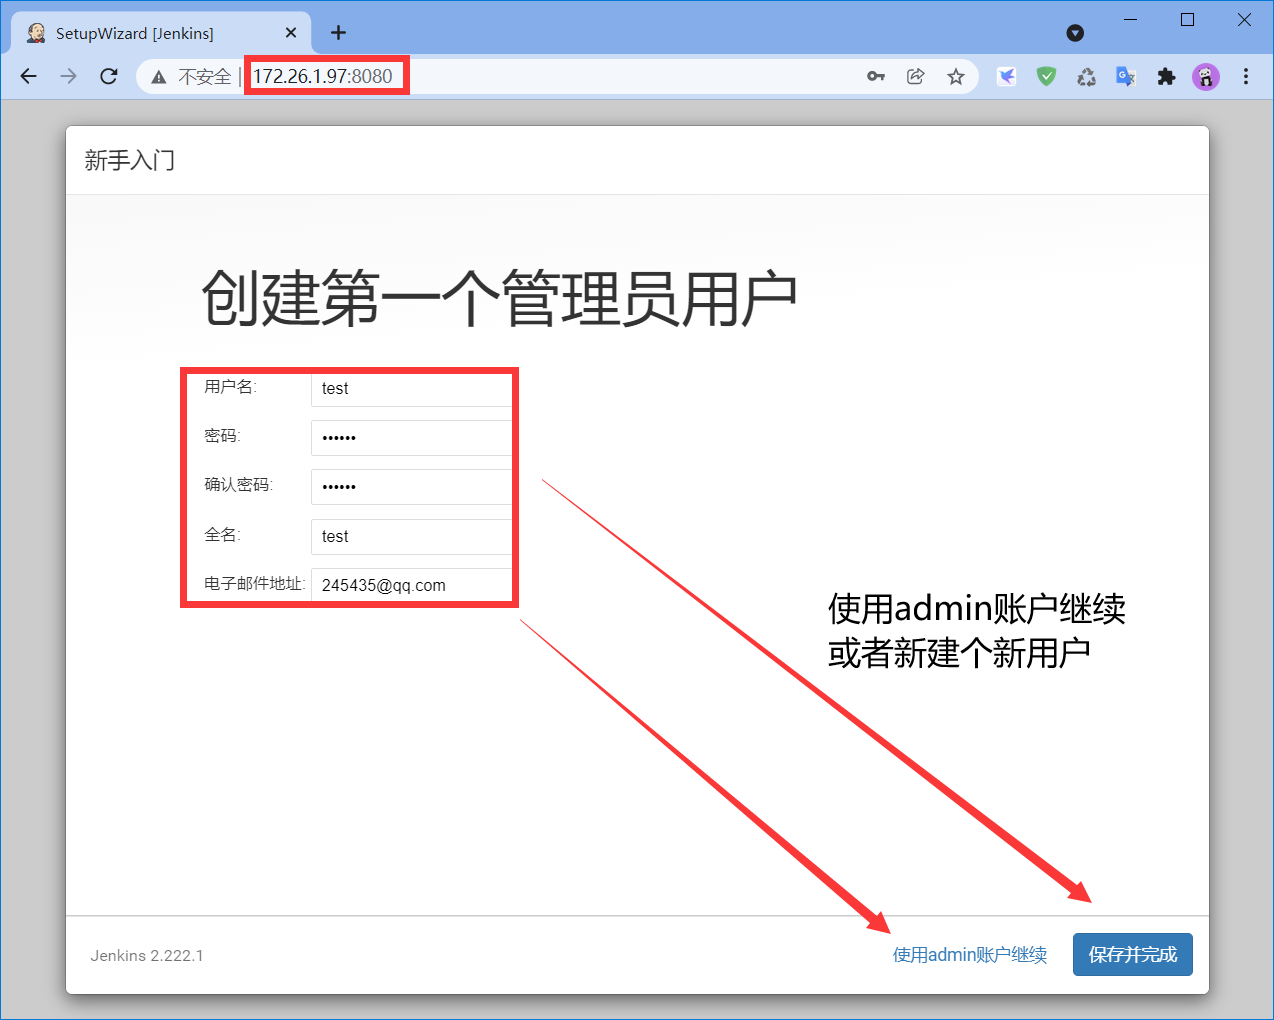 SetupWizard [Jenkins]
不安全 | 172.26.1.97:8080
新手入门
创建第一个管理员用户
用户名: test
密码: ••••••
确认密码: ••••••
全名: test
电子邮件地址: 245435@qq.com
使用admin账户继续
或者新建个新用户
Jenkins 2.222.1
使用admin账户继续
保存并完成